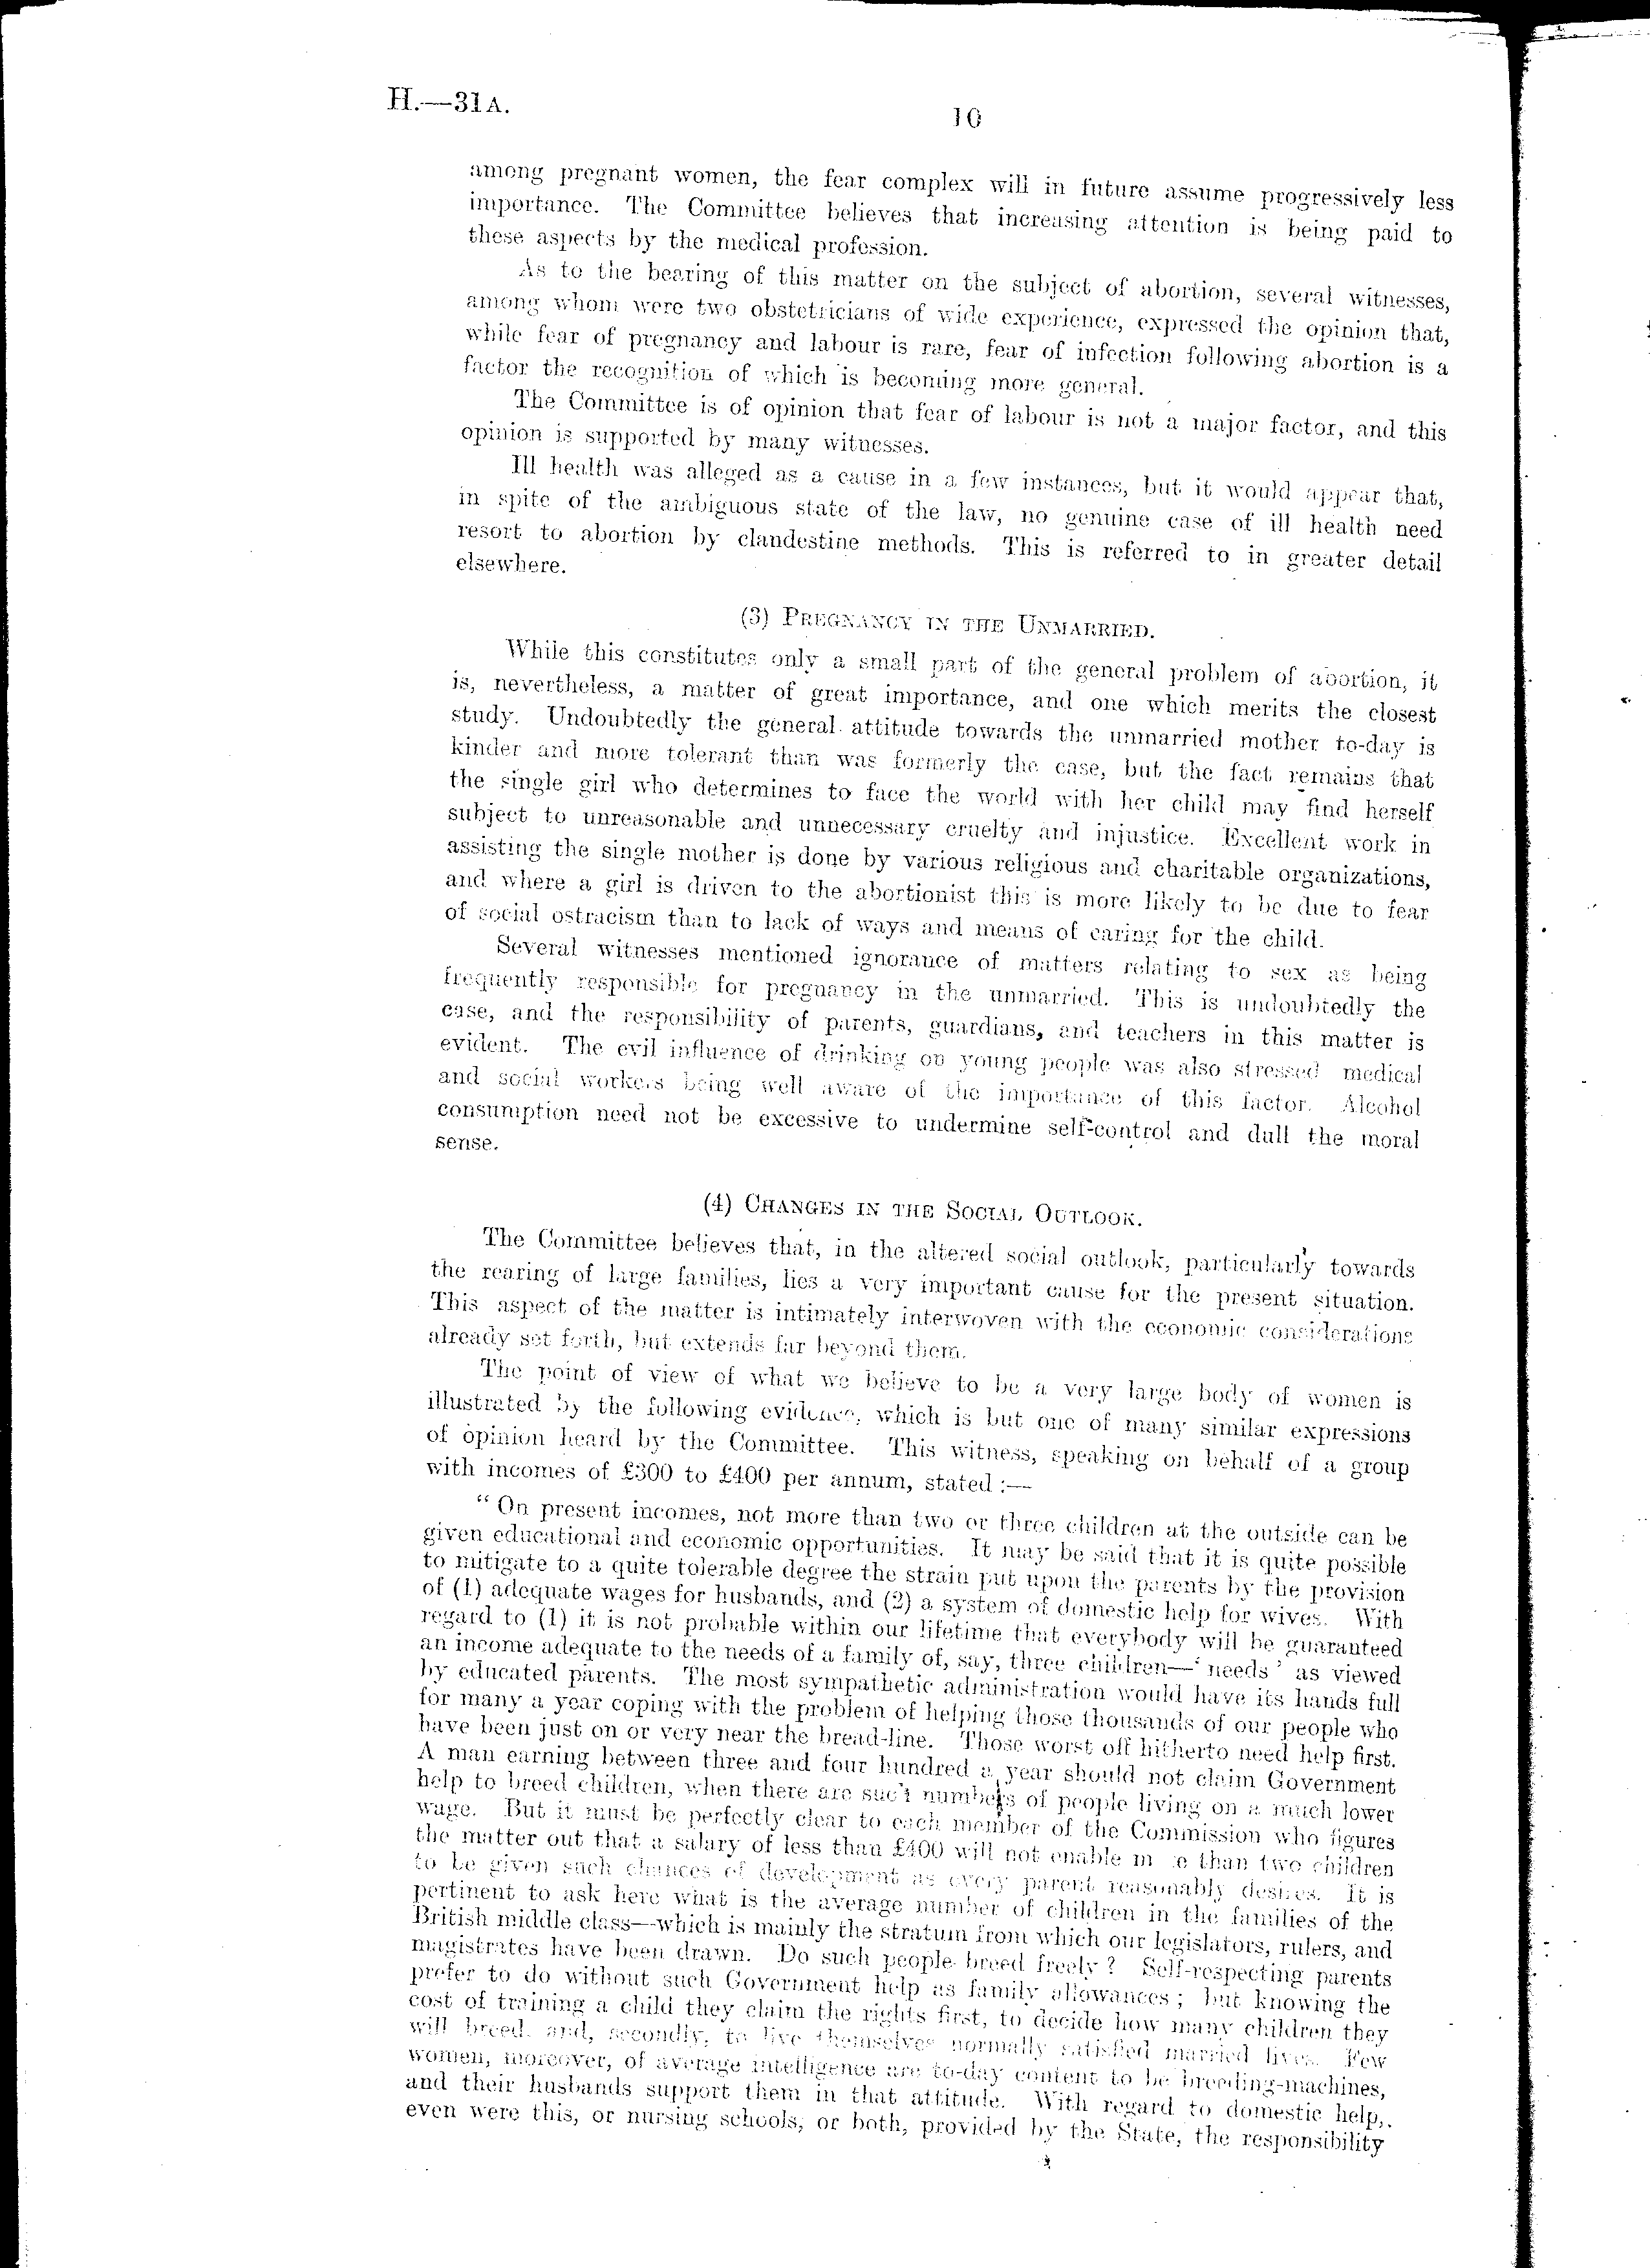 H.—31A.
10
among pregnant women, the fear complex will in future assume progressively less
importance. The Committee believes that increasing attention is being paid to
these aspects by the medical profession.
As to the bearing of this matter on the subject of abortion, several witnesses,
among whom were two obstetricians of wide experience, expressed the opinion that,
while fear of pregnancy and labour is rare, fear of infection following abortion is a
factor the recognition of which is becoming more general.
The Committee is of opinion that fear of labour is not a major factor, and this
opinion is supported by many witnesses.
Ill health was alleged as a cause in a few instances, but it would appear that,
in spite of the ambiguous state of the law, no genuine case of ill health need
resort to abortion by clandestine methods. This is referred to in greater detail
elsewhere.
(3) PREGNANCY IN THE UNMARRIED.
While this constitutes only a small part of the general problem of abortion, it
is, nevertheless, a matter of great importance, and one which merits the closest
study. Undoubtedly the general attitude towards the unmarried mother to-day is
kinder and more tolerant than was formerly the case, but the fact remains that
the single girl who determines to face the world with her child may find herself
subject to unreasonable and unnecessary cruelty and injustice. Excellent work in
assisting the single mother is done by various religious and charitable organizations,
and where a girl is driven to the abortionist this is more likely to be due to fear
of social ostracism than to lack of ways and means of caring for the child.
Several witnesses mentioned ignorance of matters relating to sex as being
frequently responsible for pregnancy in the unmarried. This is undoubtedly the
case, and the responsibility of parents, guardians, and teachers in this matter is
evident. The evil influence of drinking on young people was also stressed medical
and social workers being well aware of the importance of this factor. Alcohol
consumption need not be excessive to undermine self-control and dull the moral
sense.
(4) CHANGES IN THE SOCIAL OUTLOOK.
The Committee believes that, in the altered social outlook, particularly towards
the rearing of large families, lies a very important cause for the present situation.
This aspect of the matter is intimately interwoven with the economic considerations
already set forth, but extends far beyond them.
The point of view of what we believe to be a very large body of women is
illustrated by the following evidence, which is but one of many similar expressions
of opinion heard by the Committee. This witness, speaking on behalf of a group
with incomes of £300 to £400 per annum, stated :—
“ On present incomes, not more than two or three children at the outside can be
given educational and economic opportunities. It may be said that it is quite possible
to mitigate to a quite tolerable degree the strain put upon the parents by the provision
of (1) adequate wages for husbands, and (2) a system of domestic help for wives. With
regard to (1) it is not probable within our lifetime that everybody will be guaranteed
an income adequate to the needs of a family of, say, three children—‘ needs ’ as viewed
by educated parents. The most sympathetic administration would have its hands full
for many a year coping with the problem of helping those thousands of our people who
have been just on or very near the bread-line. Those worst off hitherto need help first.
A man earning between three and four hundred a year should not claim Government
help to breed children, when there are such numbers of people living on a much lower
wage. But it must be perfectly clear to each member of the Commission who figures
the matter out that a salary of less than £400 will not enable more than two children
to be given such chances of development as every parent reasonably desires. It is
pertinent to ask here what is the average number of children in the families of the
British middle class—which is mainly the stratum from which our legislators, rulers, and
magistrates have been drawn. Do such people breed freely ? Self-respecting parents
prefer to do without such Government help as family allowances ; but knowing the
cost of training a child they claim the rights first, to decide how many children they
will breed, and, secondly, to live themselves normally satisfied married lives. Few
women, moreover, of average intelligence are to-day content to be breeding-machines,
and their husbands support them in that attitude. With regard to domestic help,
even were this, or nursing schools, or both, provided by the State, the responsibility